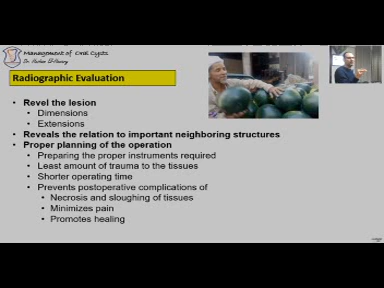 Management of Oral Cysts
Radiographic Evaluation
• Revel the lesion
• Dimensions
• Extensions
• Reveals the relation to important neighboring structures
• Proper planning of the operation
• Preparing the proper instruments required
• Least amount of trauma to the tissues
• Shorter operating time
• Prevents postoperative complications of
• Necrosis and sloughing of tissues
• Minimizes pain
• Promotes healing